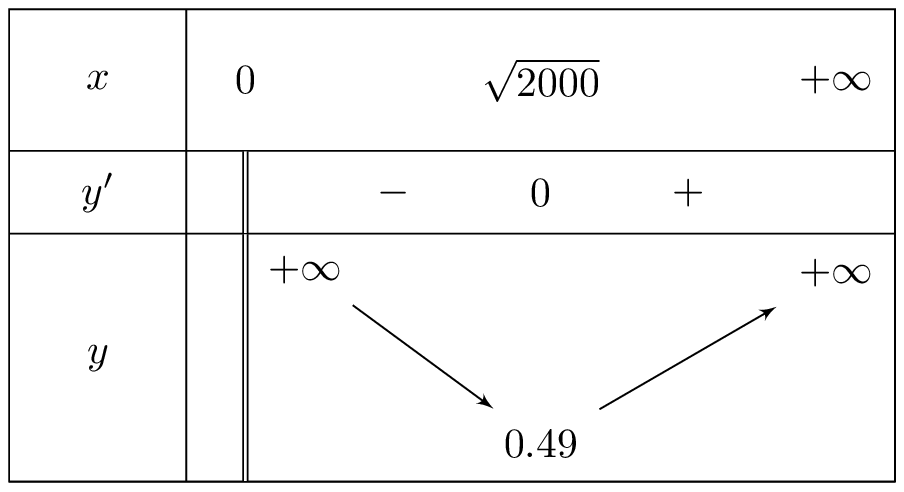 x 0 √2000 +∞
y′ − 0 +
+∞ +∞
y
0.49